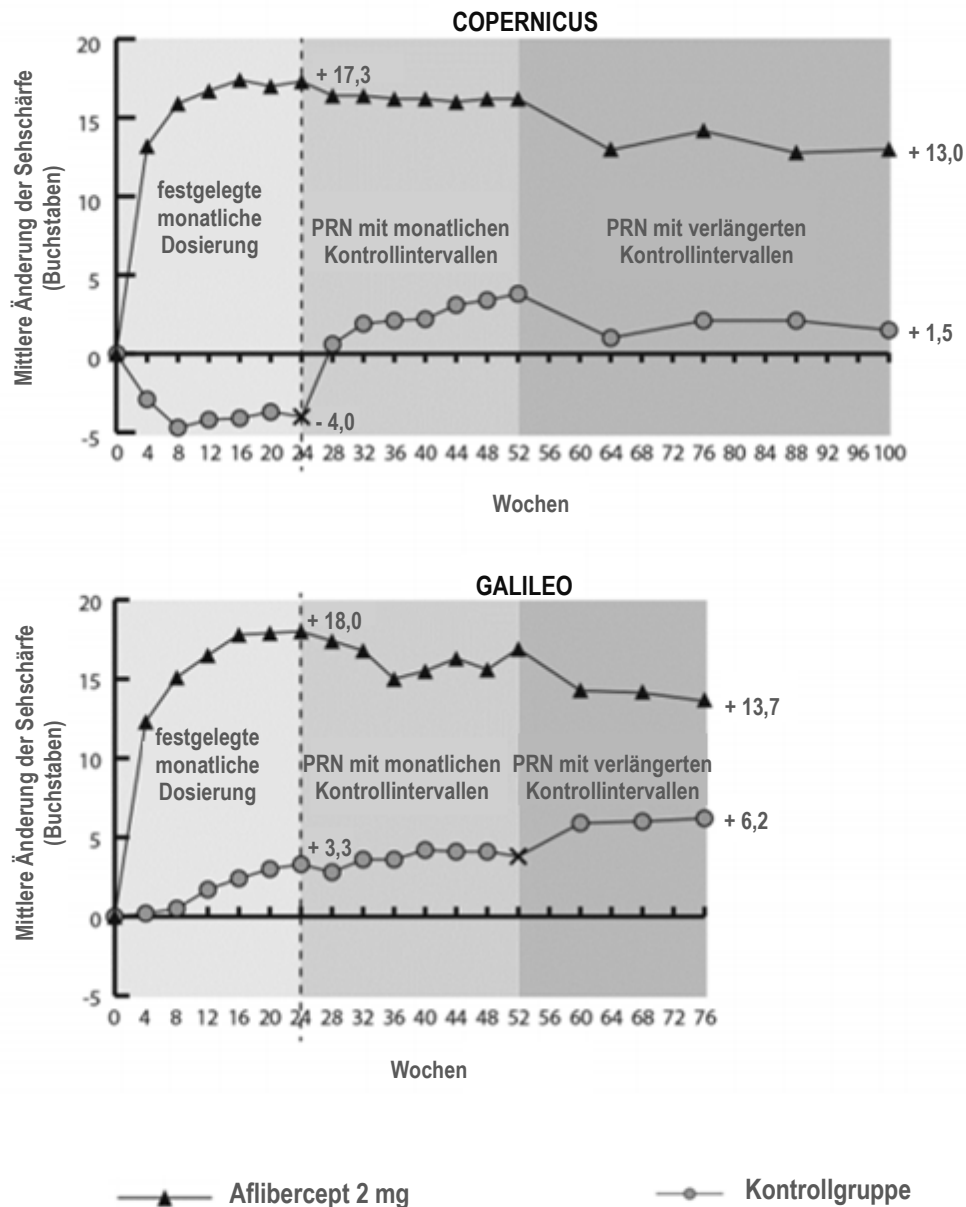 COPERNICUS
Mittlere Änderung der Sehschärfe
(Buchstaben)
20
15
10
5
0
-5
+ 17,3
+ 13,0
festgelegte
monatliche
Dosierung
PRN mit monatlichen
Kontrollintervallen
PRN mit verlängerten
Kontrollintervallen
+ 1,5
- 4,0
0 4 8 12 16 20 24 28 32 36 40 44 48 52 56 60 64 68 72 76 80 84 88 92 96 100
Wochen
GALILEO
Mittlere Änderung der Sehschärfe
(Buchstaben)
20
15
10
5
0
-5
+ 18,0
+ 13,7
festgelegte
monatliche
Dosierung
PRN mit monatlichen
Kontrollintervallen
PRN mit verlängerten
Kontrollintervallen
+ 3,3
+ 6,2
0 4 8 12 16 20 24 28 32 36 40 44 48 52 56 60 64 68 72 76
Wochen
Aflibercept 2 mg
Kontrollgruppe